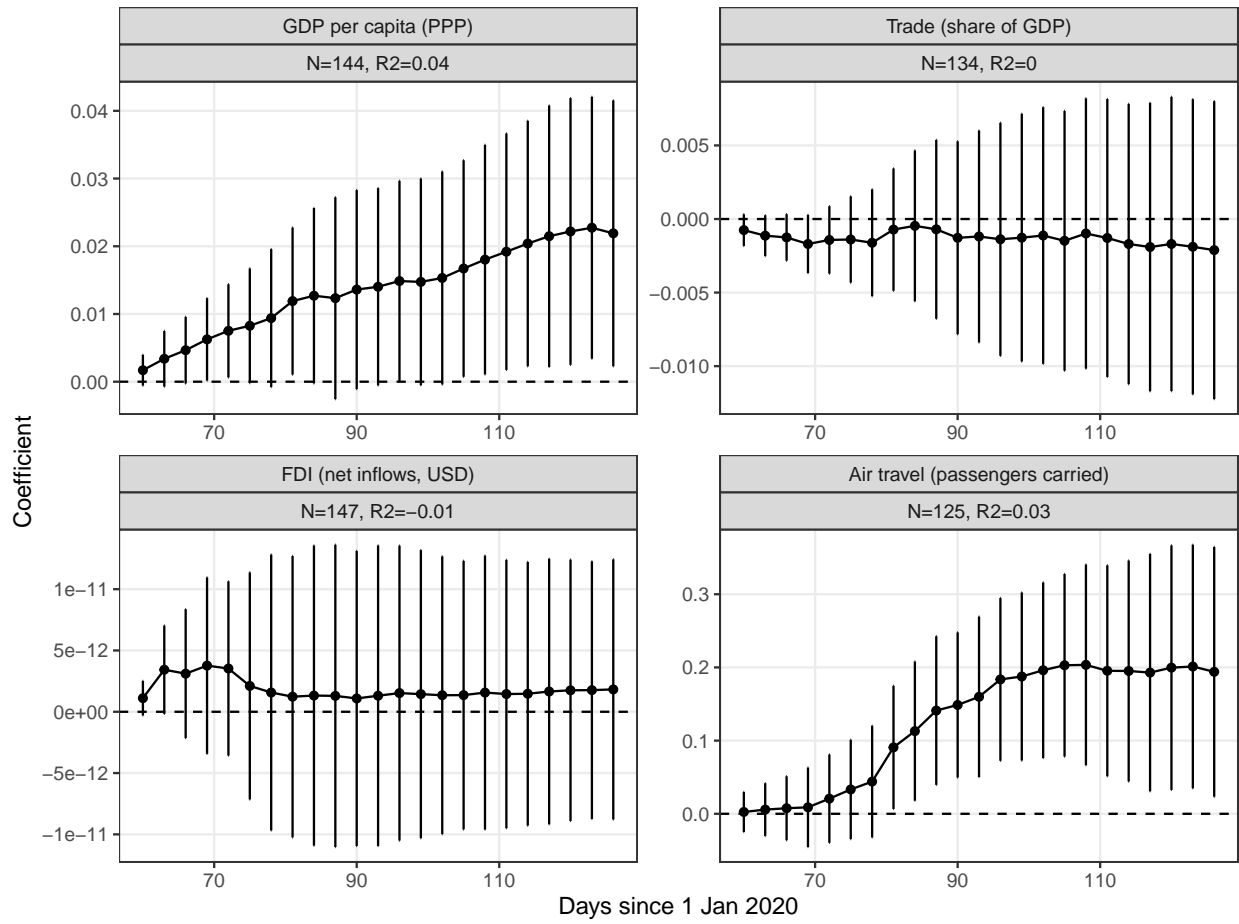 GDP per capita (PPP)
N=144, R2=0.04
0.04
0.03
0.02
0.01
0.00
70
90
110
Trade (share of GDP)
N=134, R2=0
0.005
0.000
−0.005
−0.010
70
90
110
Coefficient
FDI (net inflows, USD)
N=147, R2=−0.01
1e−11
5e−12
0e+00
−5e−12
−1e−11
70
90
110
Air travel (passengers carried)
N=125, R2=0.03
0.3
0.2
0.1
0.0
70
90
110
Days since 1 Jan 2020